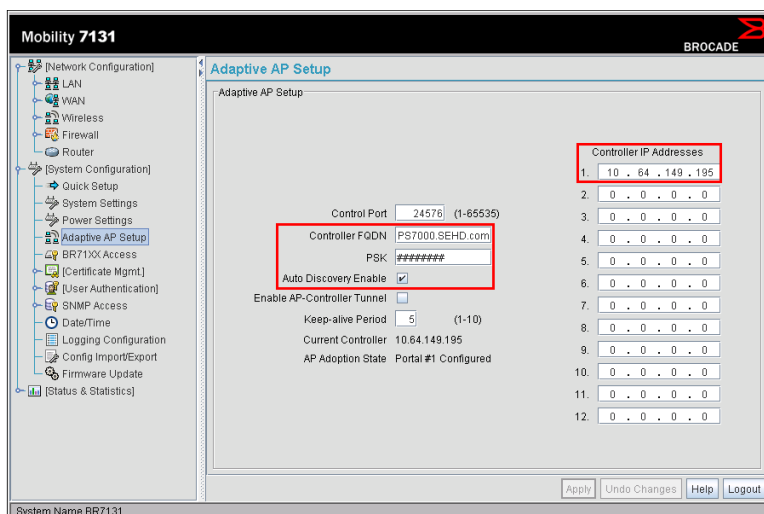 Mobility 7131
BROCADE
[Network Configuration]
LAN
WAN
Wireless
Firewall
Router
[System Configuration]
Quick Setup
System Settings
Power Settings
Adaptive AP Setup
BR71XX Access
[Certificate Mgmt.]
[User Authentication]
SNMP Access
Date/Time
Logging Configuration
Config Import/Export
Firmware Update
[Status & Statistics]
Adaptive AP Setup
Adaptive AP Setup
Control Port 24576 (1-65535)
Controller FQDN PS7000.SEHD.com
PSK ########
Auto Discovery Enable
Enable AP-Controller Tunnel
Keep-alive Period 5 (1-10)
Current Controller 10.64.149.195
AP Adoption State Portal #1 Configured
Controller IP Addresses
1. 10 . 64 . 149 . 195
2. 0 . 0 . 0 . 0
3. 0 . 0 . 0 . 0
4. 0 . 0 . 0 . 0
5. 0 . 0 . 0 . 0
6. 0 . 0 . 0 . 0
7. 0 . 0 . 0 . 0
8. 0 . 0 . 0 . 0
9. 0 . 0 . 0 . 0
10. 0 . 0 . 0 . 0
11. 0 . 0 . 0 . 0
12. 0 . 0 . 0 . 0
Apply Undo Changes Help Logout
System Name BR7131